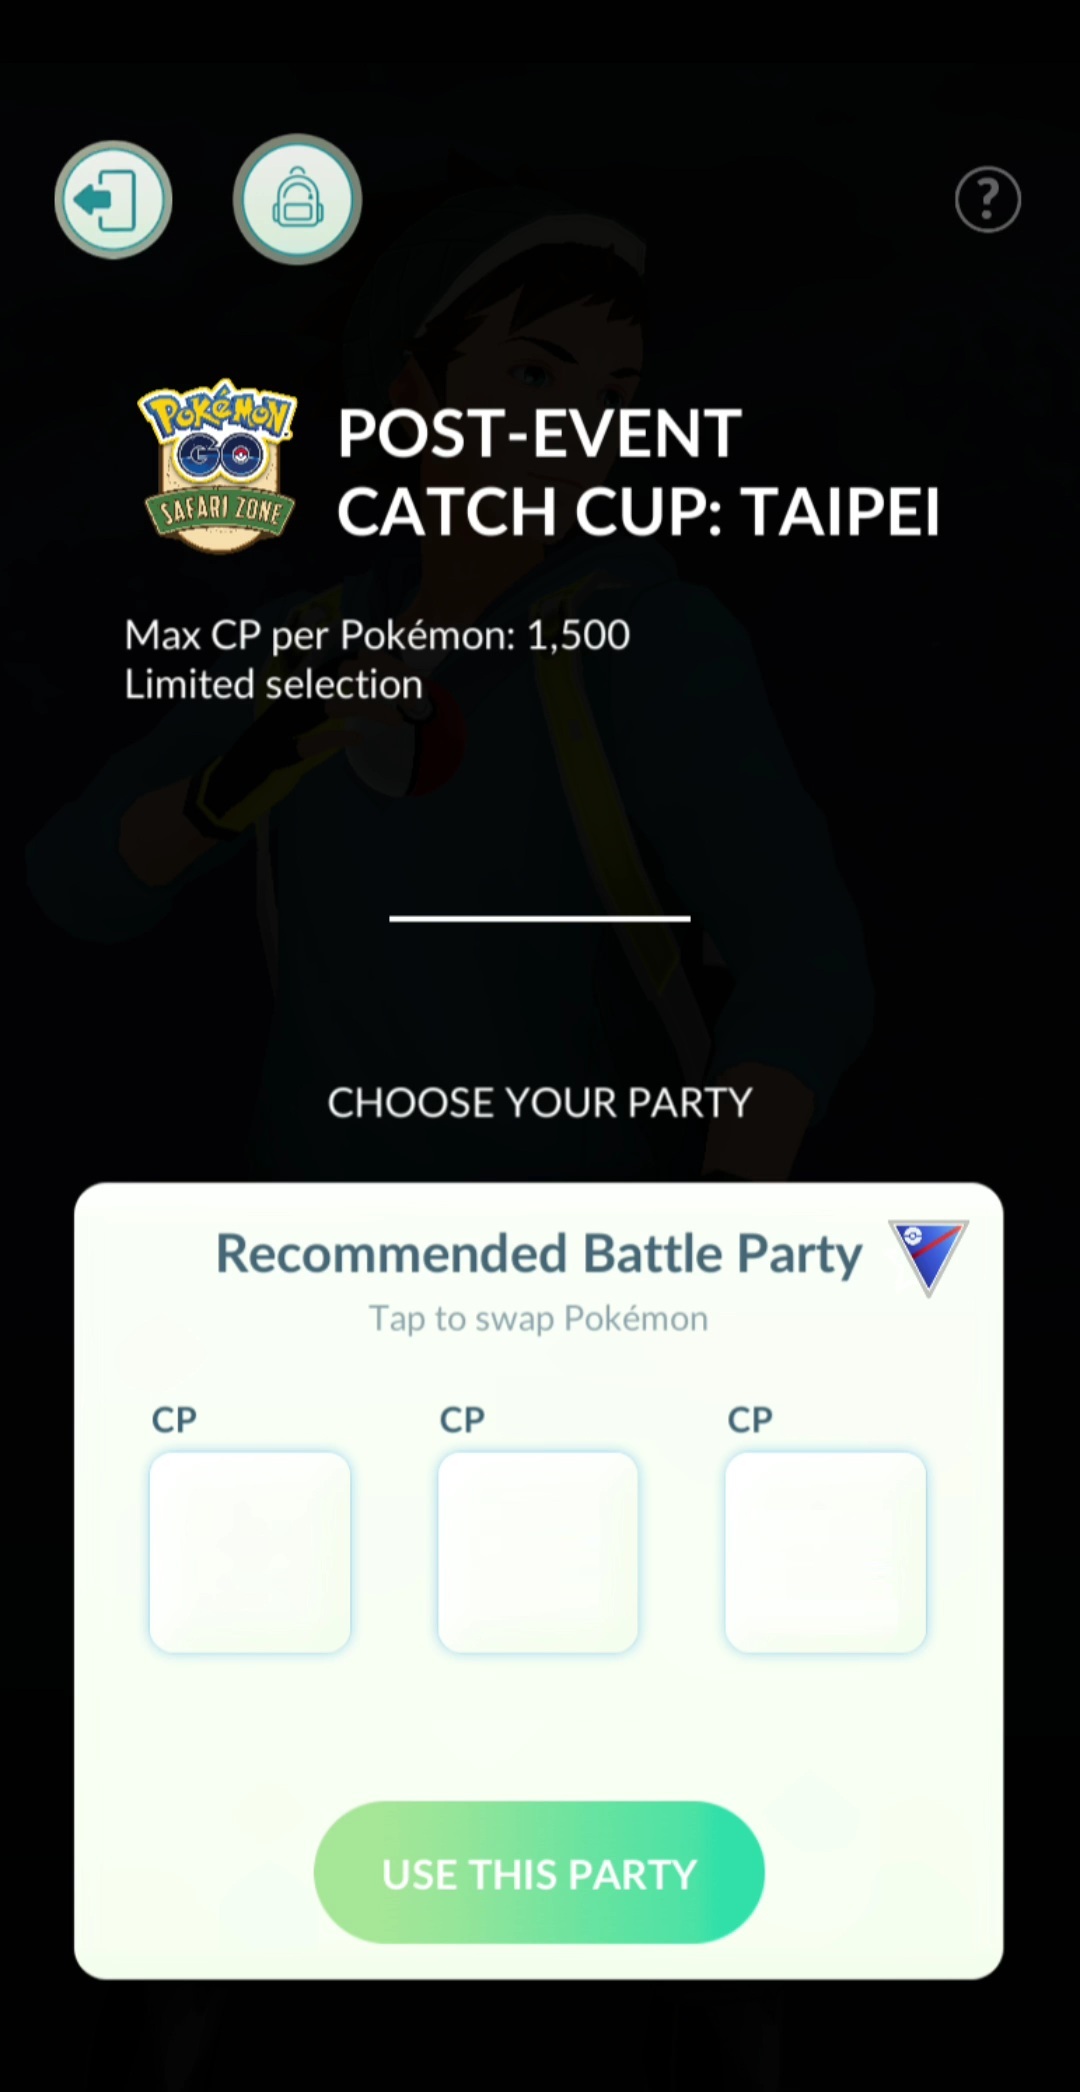 ?
POKÉMON
GO
SAFARI ZONE
POST-EVENT
CATCH CUP: TAIPEI
Max CP per Pokémon: 1,500
Limited selection
CHOOSE YOUR PARTY
Recommended Battle Party
Tap to swap Pokémon
CP CP CP
USE THIS PARTY